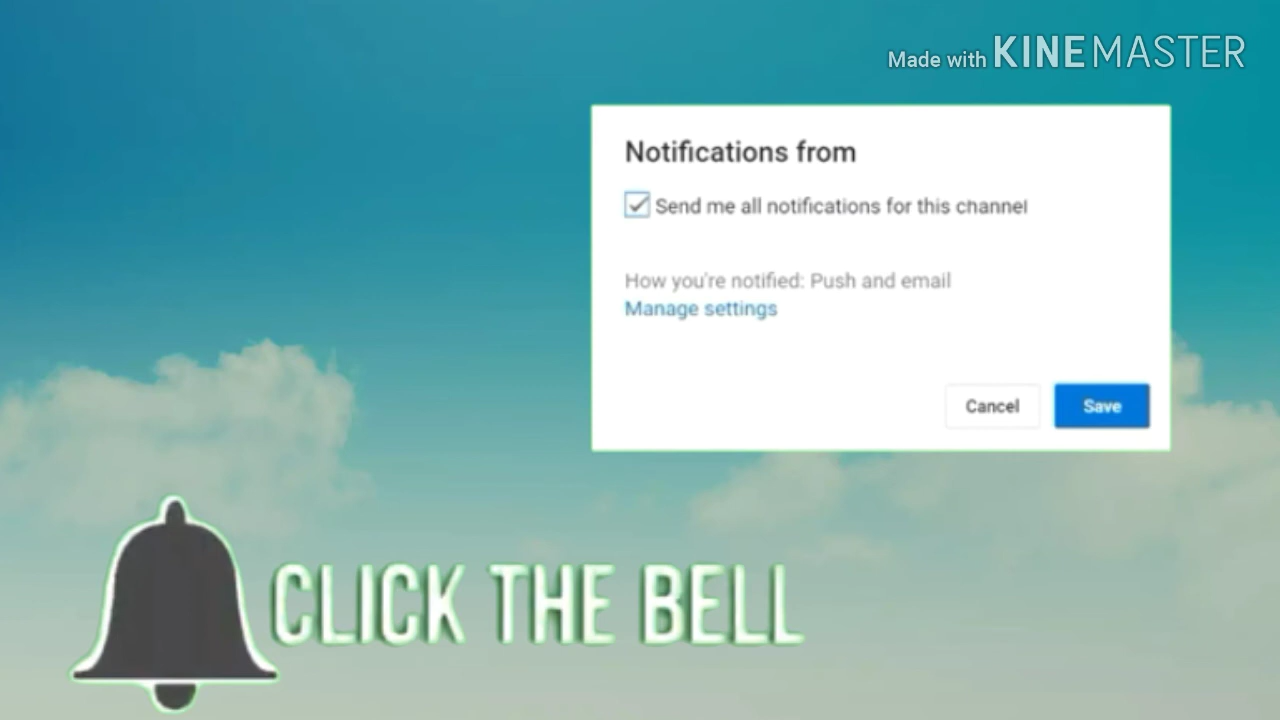 Made with KINEMASTER
Notifications from
Send me all notifications for this channel
How you're notified: Push and email
Manage settings
Cancel Save
CLICK THE BELL